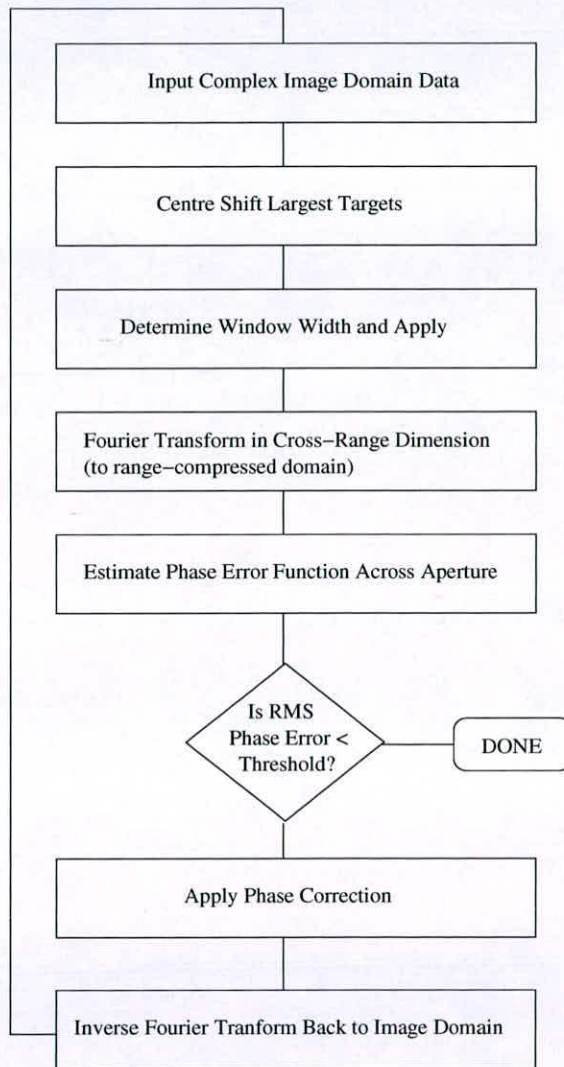 Input Complex Image Domain Data
Centre Shift Largest Targets
Determine Window Width and Apply
Fourier Transform in Cross−Range Dimension
(to range−compressed domain)
Estimate Phase Error Function Across Aperture
Is RMS
Phase Error <
Threshold?
DONE
Apply Phase Correction
Inverse Fourier Tranform Back to Image Domain